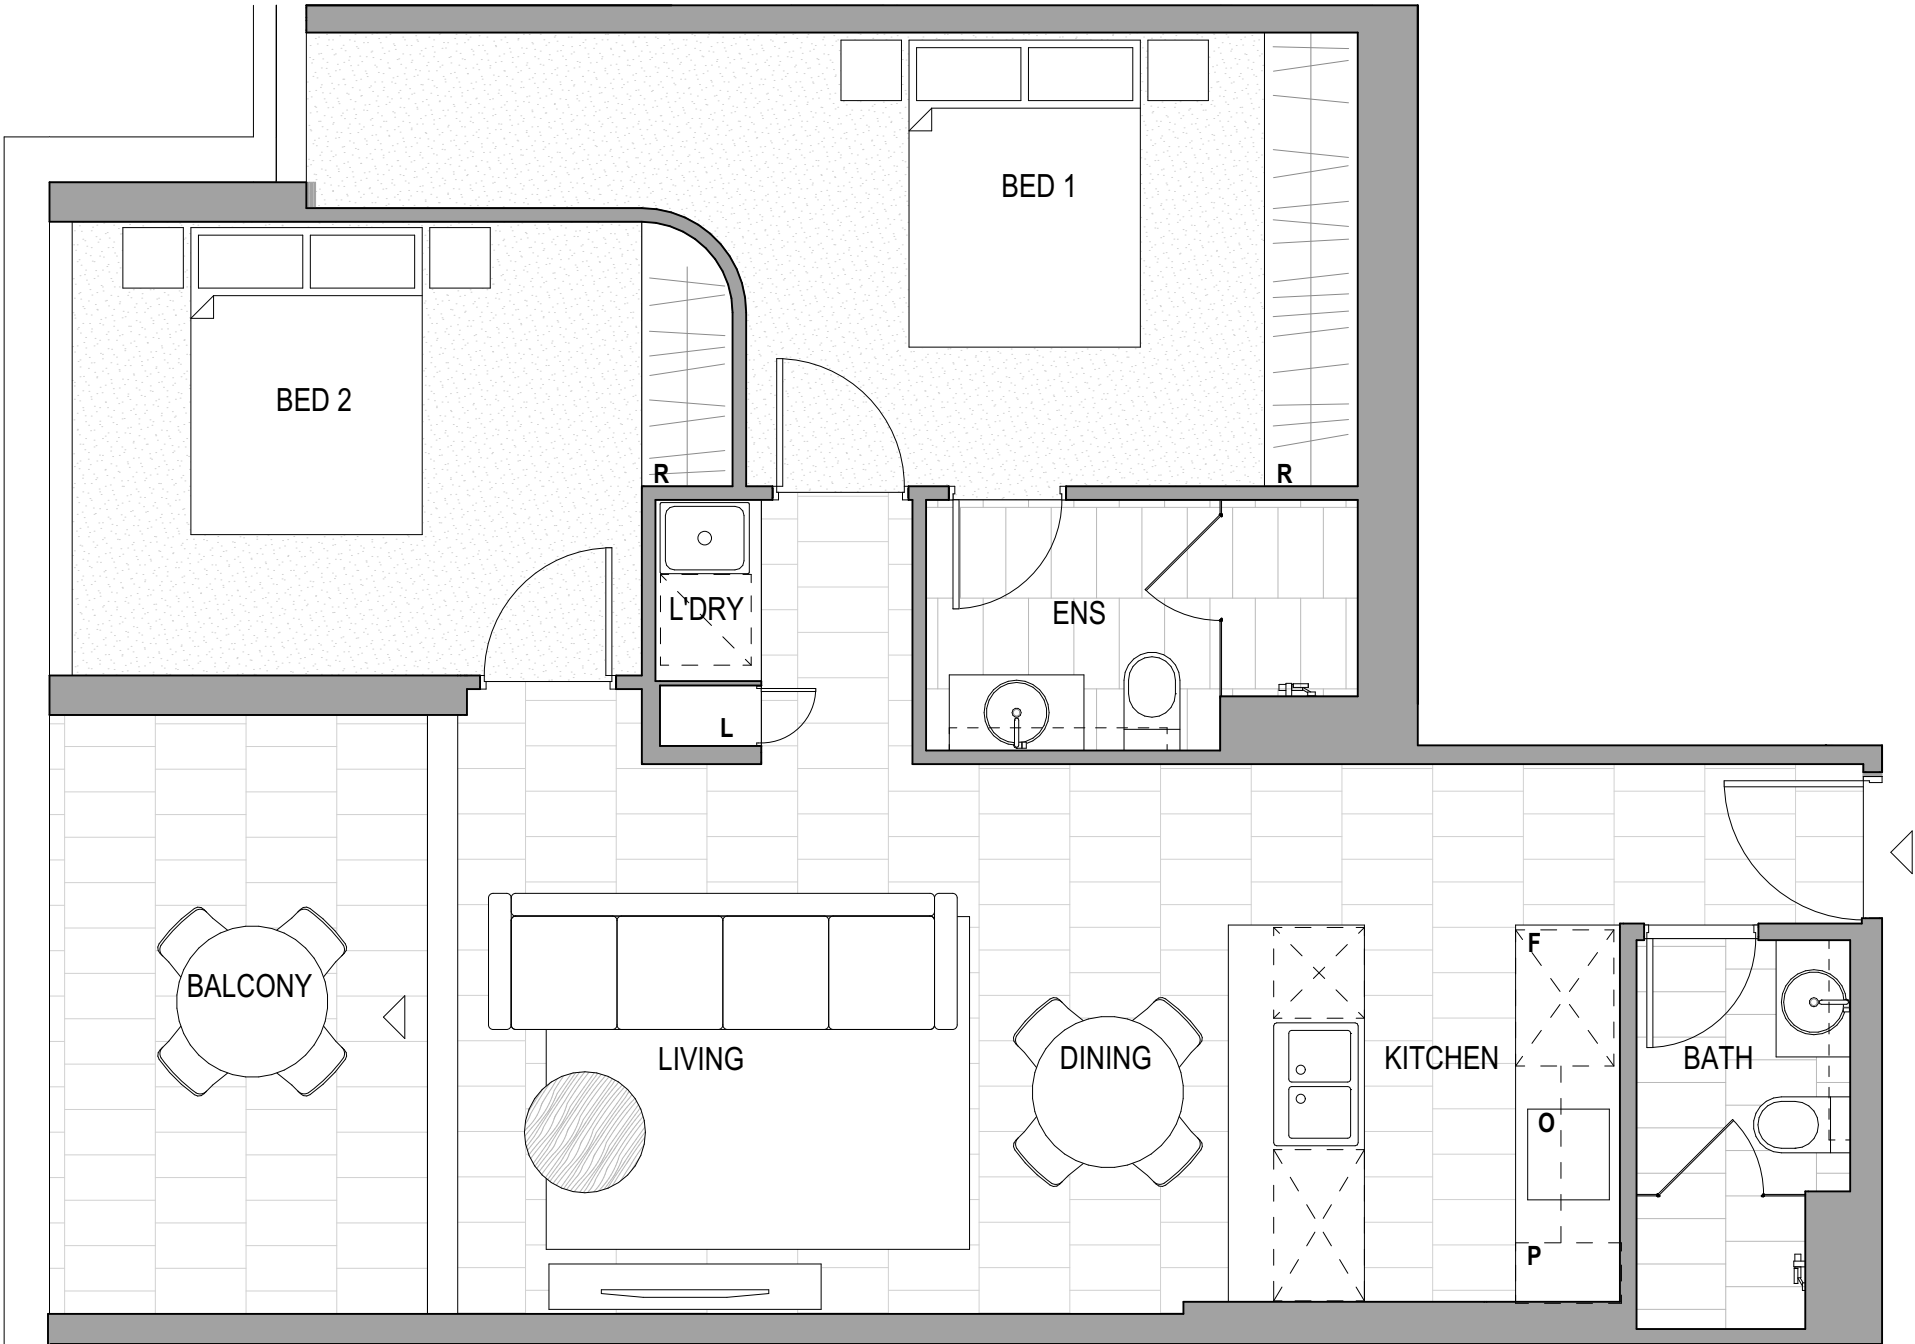 BED 1
BED 2
R
R
L'DRY
ENS
L
F
BALCONY
LIVING
DINING
KITCHEN
BATH
O
P